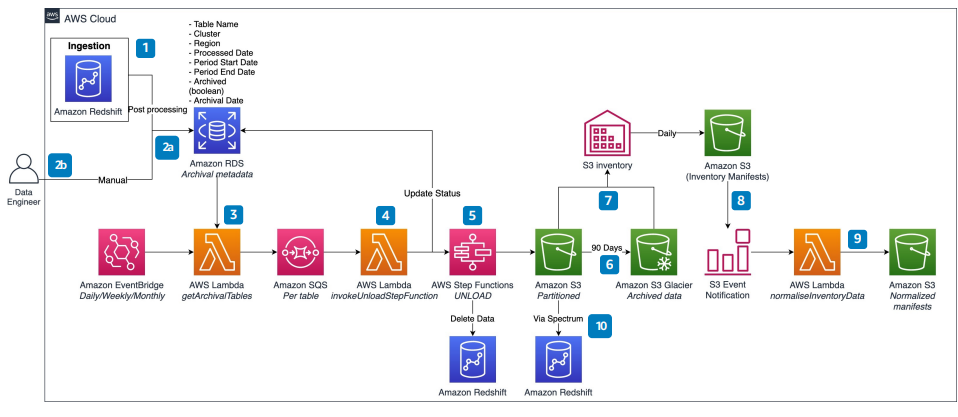 aws
AWS Cloud
Ingestion
Amazon Redshift
1
- Table Name
- Cluster
- Region
- Processed Date
- Period Start Date
- Period End Date
- Archived
(boolean)
- Archival Date
Post processing
2a
2b
Manual
Data
Engineer
Amazon RDS
Archival metadata
Update Status
S3 inventory
Daily
Amazon S3
(Inventory Manifests)
3
4
5
7
8
90 Days
6
9
Amazon EventBridge
Daily/Weekly/Monthly
AWS Lambda
getArchivalTables
Amazon SQS
Per table
AWS Lambda
invokeUnloadStepFunction
AWS Step Functions
UNLOAD
Amazon S3
Partitioned
Amazon S3 Glacier
Archived data
S3 Event
Notification
AWS Lambda
normaliseInventoryData
Amazon S3
Normalized
manifests
Delete Data
Via Spectrum
10
Amazon Redshift
Amazon Redshift